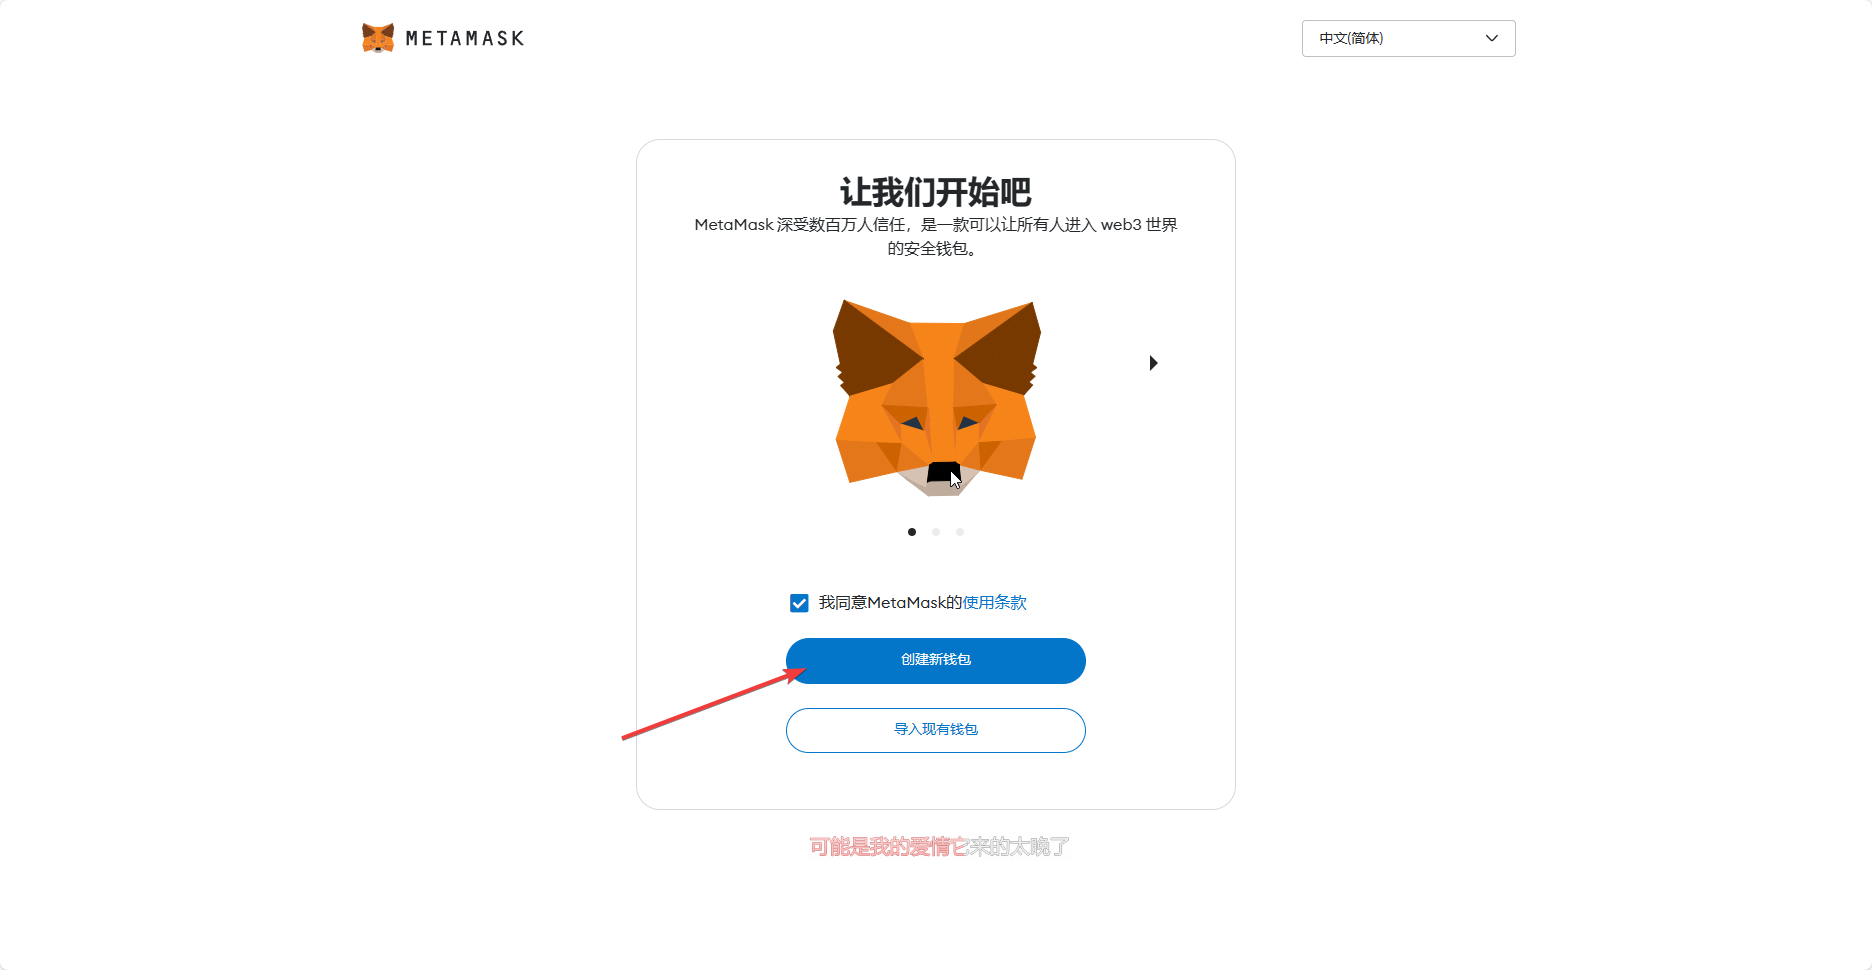 METAMASK
中文(简体)
让我们开始吧
MetaMask 深受数百万人信任，是一款可以让所有人进入 web3 世界
的安全钱包。
我同意MetaMask的使用条款
创建新钱包
导入现有钱包
可能是我的爱情它来的太晚了